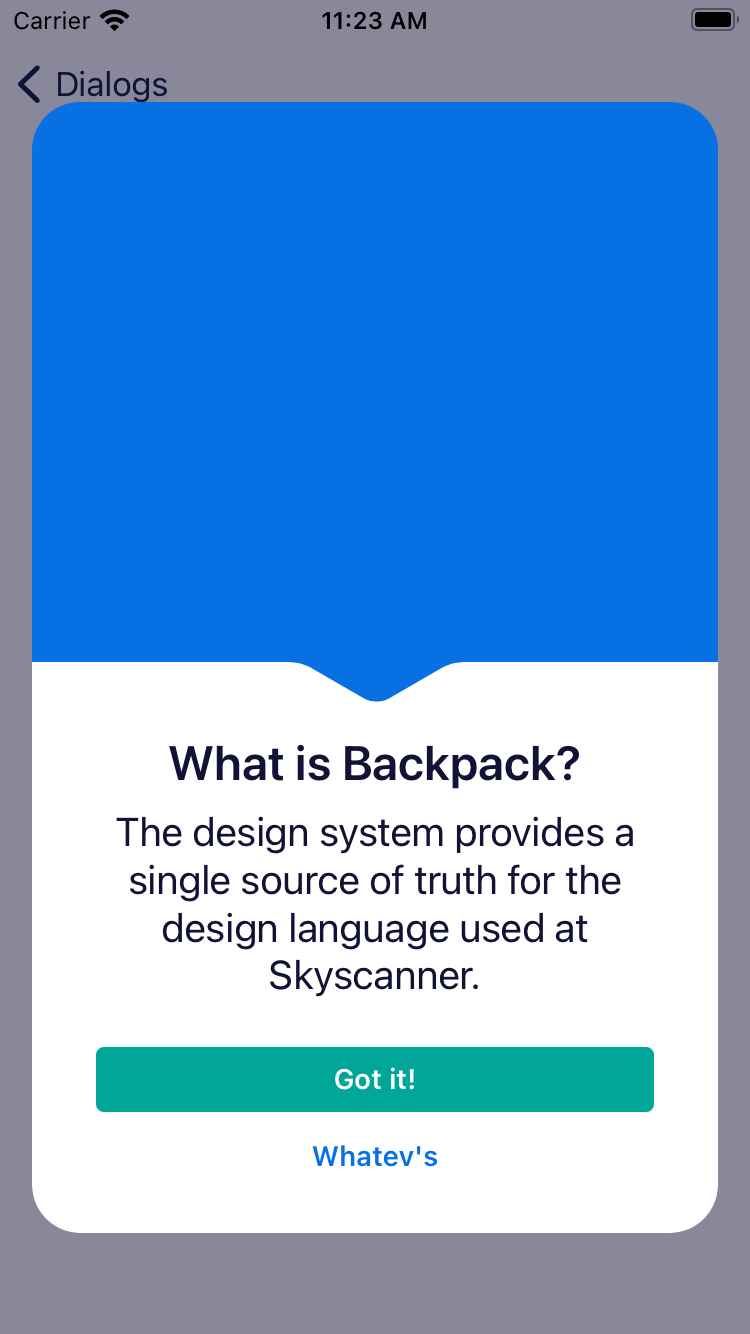 Carrier 11:23 AM
Dialogs
What is Backpack?
The design system provides a
single source of truth for the
design language used at
Skyscanner.
Got it!
Whatev's